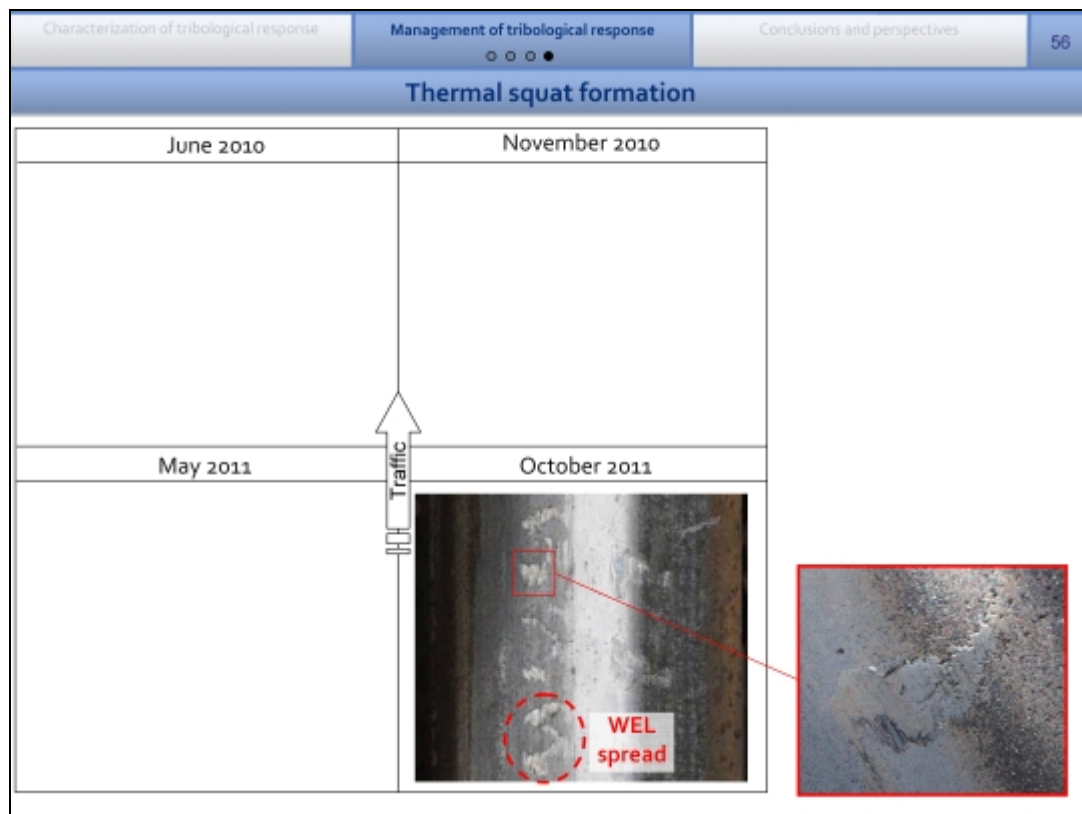 Characterization of tribological response
Management of tribological response
Conclusions and perspectives
56
Thermal squat formation
June 2010
November 2010
Traffic
May 2011
October 2011
WEL
spread